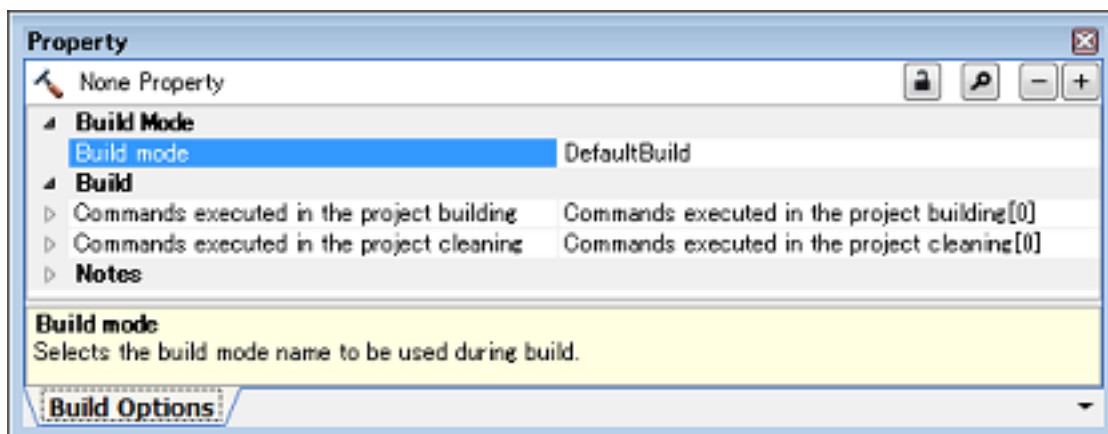 Property
None Property
Build Mode
Build mode DefaultBuild
Build
Commands executed in the project building Commands executed in the project building[0]
Commands executed in the project cleaning Commands executed in the project cleaning[0]
Notes
Build mode
Selects the build mode name to be used during build.
Build Options